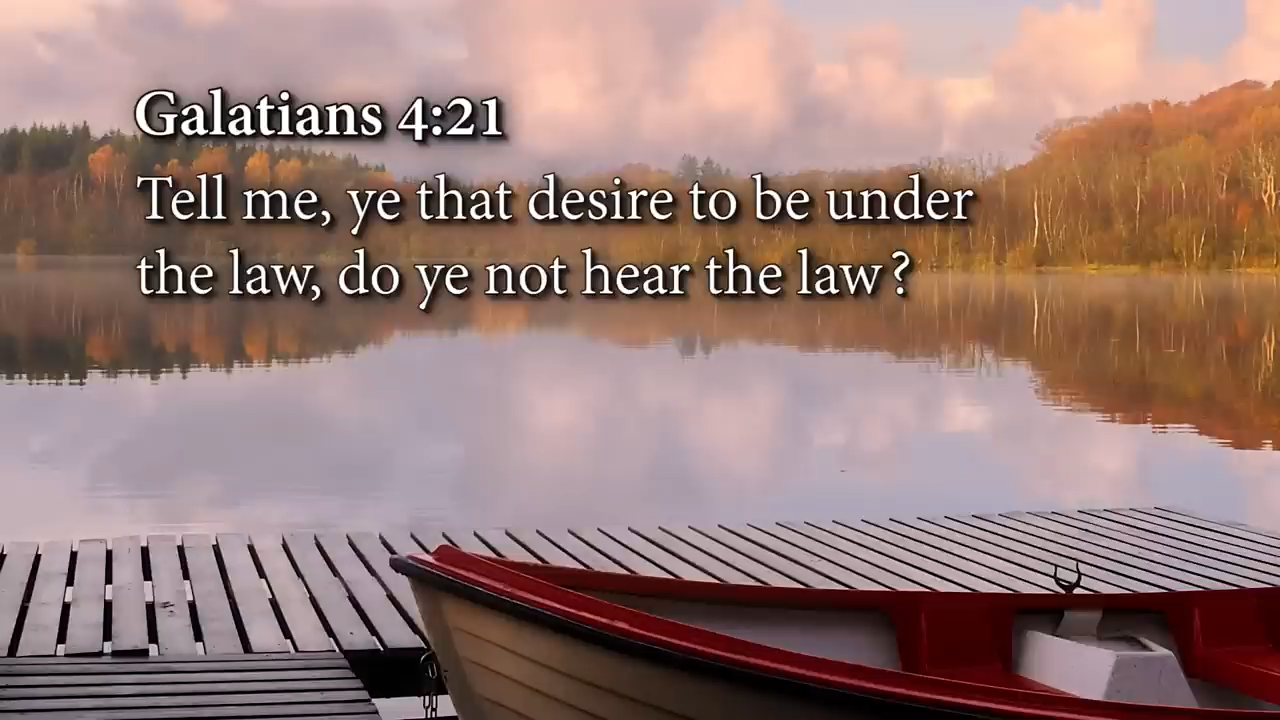 Galatians 4:21
Tell me, ye that desire to be under
the law, do ye not hear the law?